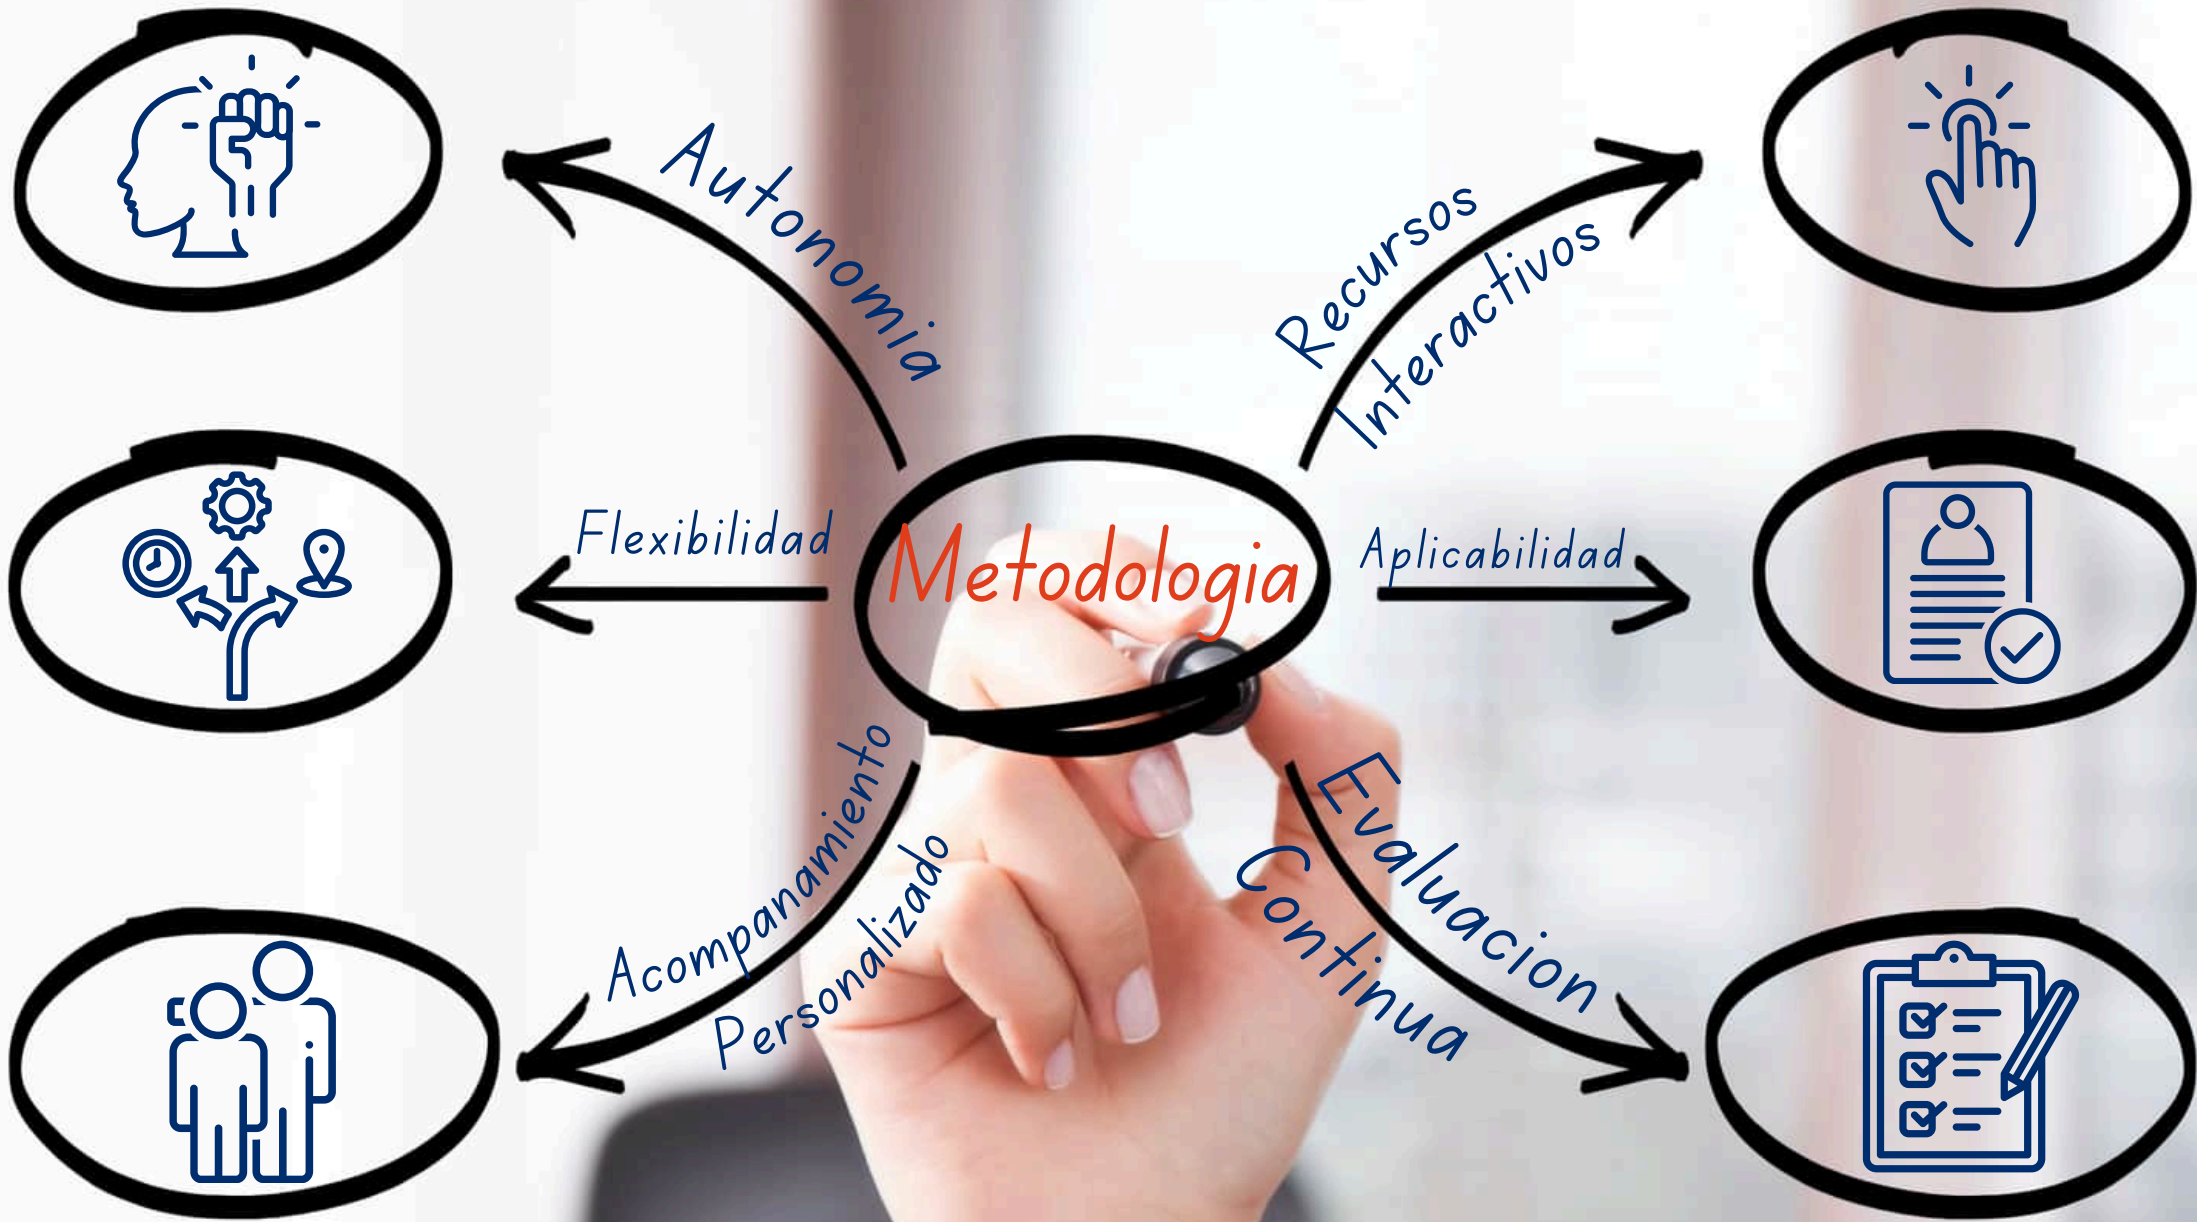 Autonomia
Recursos
Interactivos
Flexibilidad
Metodologia
Aplicabilidad
Acompanamiento
Personalizado
Evaluacion
Continua